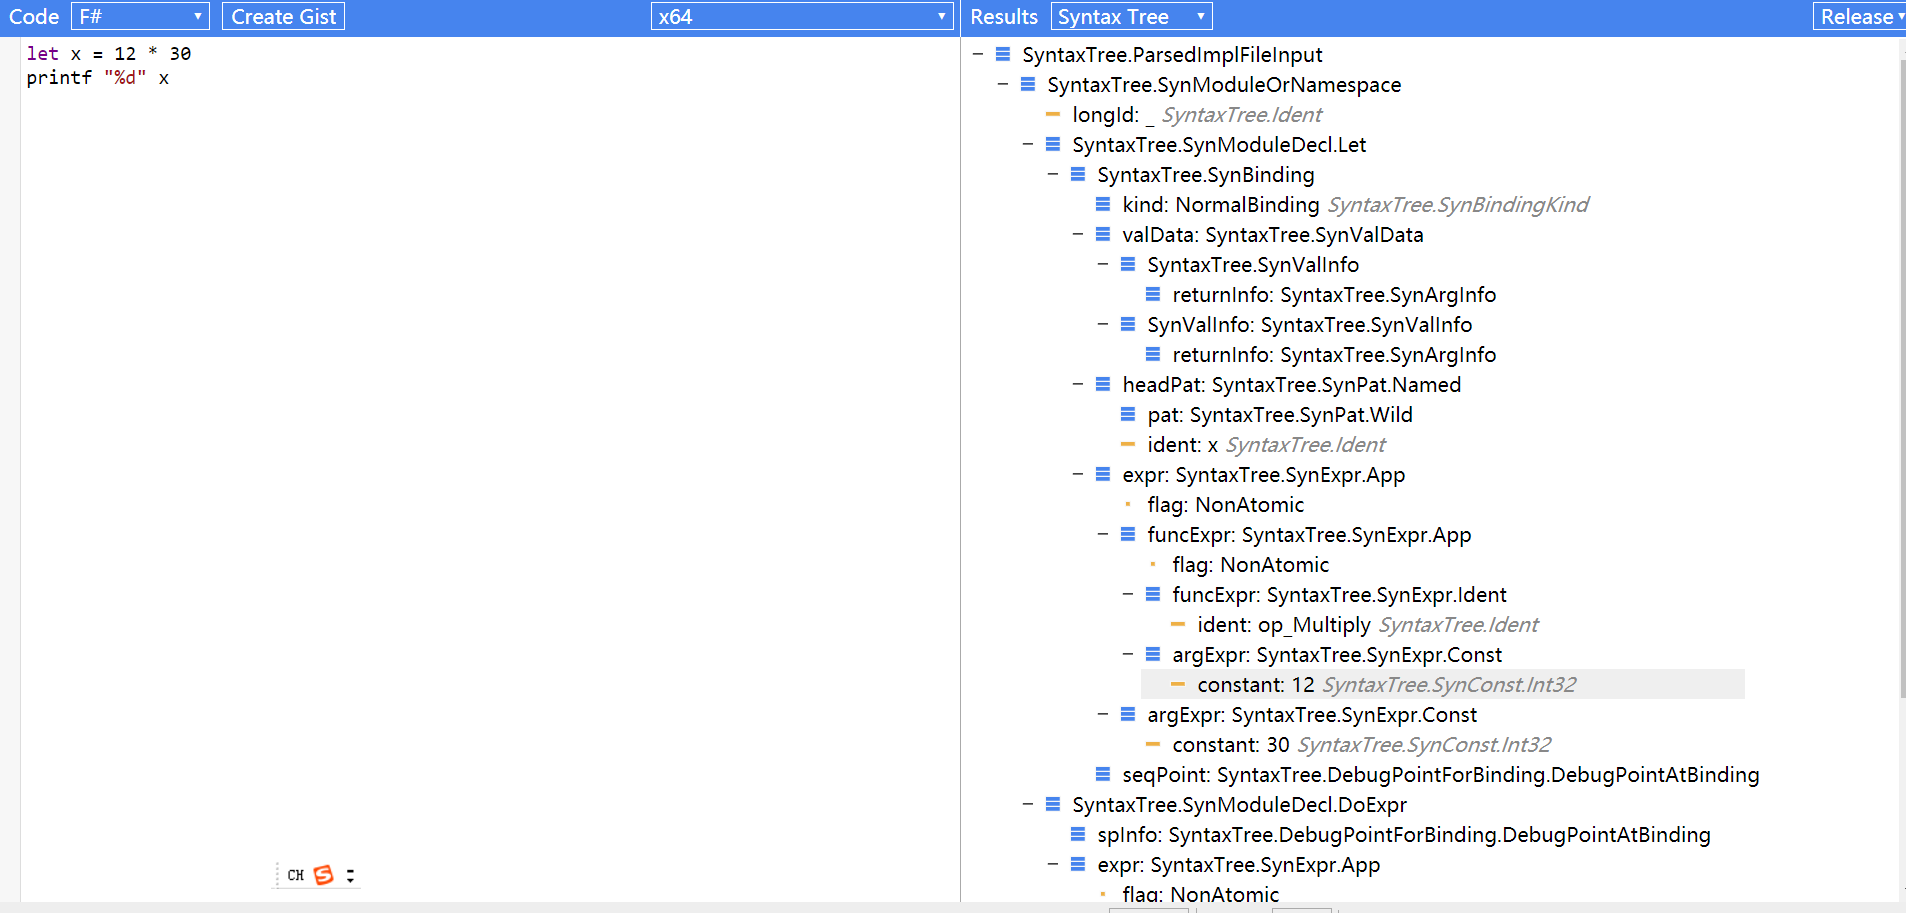 Code F# Create Gist x64 Results Syntax Tree Release
let x = 12 * 30
printf "%d" x
SyntaxTree.ParsedImplFileInput
SyntaxTree.SynModuleOrNamespace
longId: _ SyntaxTree.Ident
SyntaxTree.SynModuleDecl.Let
SyntaxTree.SynBinding
kind: NormalBinding SyntaxTree.SynBindingKind
valData: SyntaxTree.SynValData
SyntaxTree.SynValInfo
returnInfo: SyntaxTree.SynArgInfo
SynValInfo: SyntaxTree.SynValInfo
returnInfo: SyntaxTree.SynArgInfo
headPat: SyntaxTree.SynPat.Named
pat: SyntaxTree.SynPat.Wild
ident: x SyntaxTree.Ident
expr: SyntaxTree.SynExpr.App
flag: NonAtomic
funcExpr: SyntaxTree.SynExpr.App
flag: NonAtomic
funcExpr: SyntaxTree.SynExpr.Ident
ident: op_Multiply SyntaxTree.Ident
argExpr: SyntaxTree.SynExpr.Const
constant: 12 SyntaxTree.SynConst.Int32
argExpr: SyntaxTree.SynExpr.Const
constant: 30 SyntaxTree.SynConst.Int32
seqPoint: SyntaxTree.DebugPointForBinding.DebugPointAtBinding
SyntaxTree.SynModuleDecl.DoExpr
spInfo: SyntaxTree.DebugPointForBinding.DebugPointAtBinding
expr: SyntaxTree.SynExpr.App
flag: NonAtomic
CH S